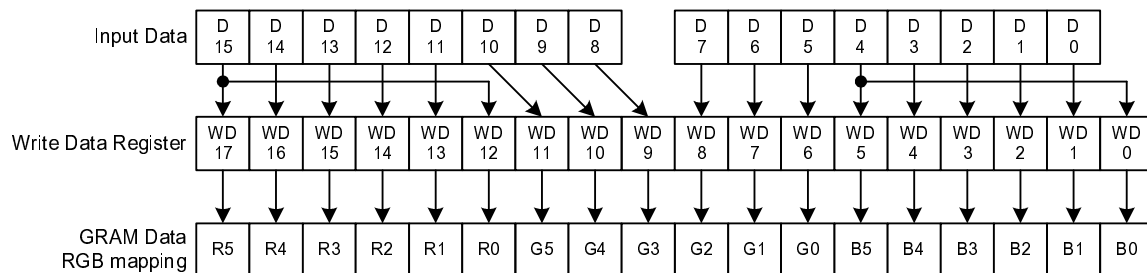 Input Data
D D D D D D D D D D D D D D D D
15 14 13 12 11 10 9 8 7 6 5 4 3 2 1 0
Write Data Register
WD WD WD WD WD WD WD WD WD WD WD WD WD WD WD WD WD WD
17 16 15 14 13 12 11 10 9 8 7 6 5 4 3 2 1 0
GRAM Data
RGB mapping
R5 R4 R3 R2 R1 R0 G5 G4 G3 G2 G1 G0 B5 B4 B3 B2 B1 B0